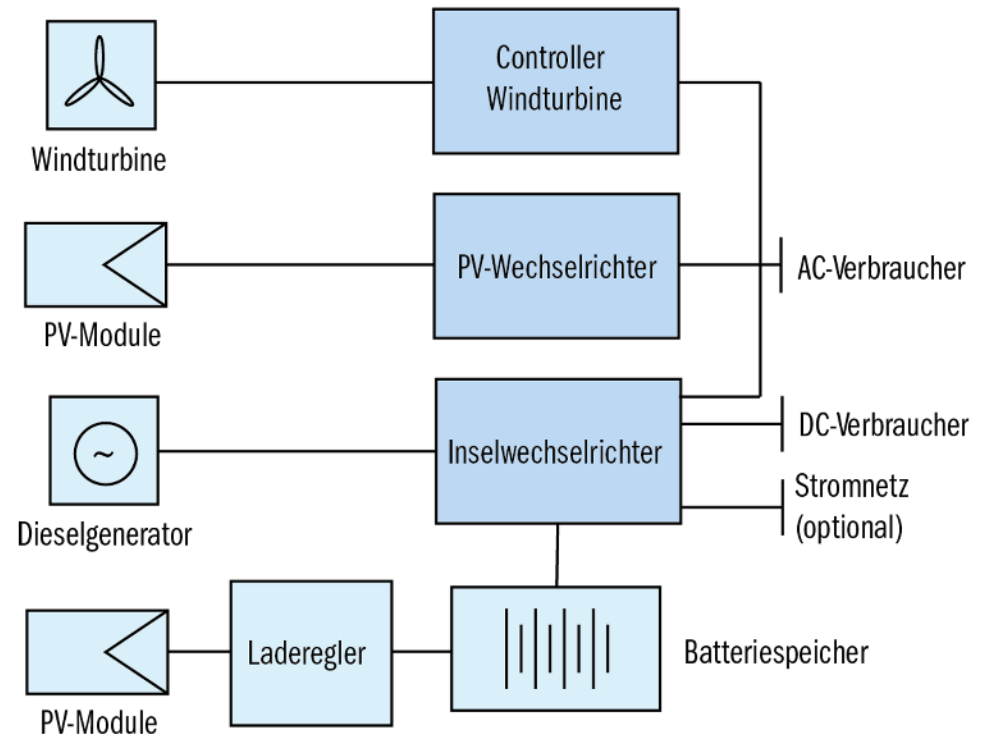 Controller
Windturbine
Windturbine
PV-Wechselrichter
AC-Verbraucher
PV-Module
Inselwechselrichter
DC-Verbraucher
~
Stromnetz
(optional)
Dieselgenerator
Laderegler
Batteriespeicher
PV-Module